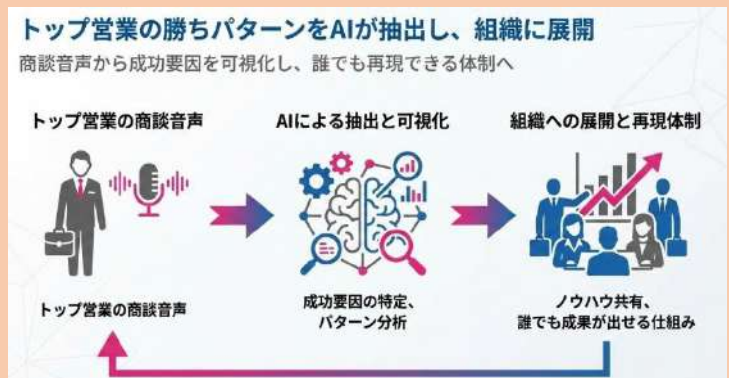 トップ営業の勝ちパターンをAIが抽出し、組織に展開
商談音声から成功要因を可視化し、誰でも再現できる体制へ
トップ営業の商談音声
AIによる抽出と可視化
組織への展開と再現体制
トップ営業の商談音声
成功要因の特定、
パターン分析
ノウハウ共有、
誰でも成果が出せる仕組み